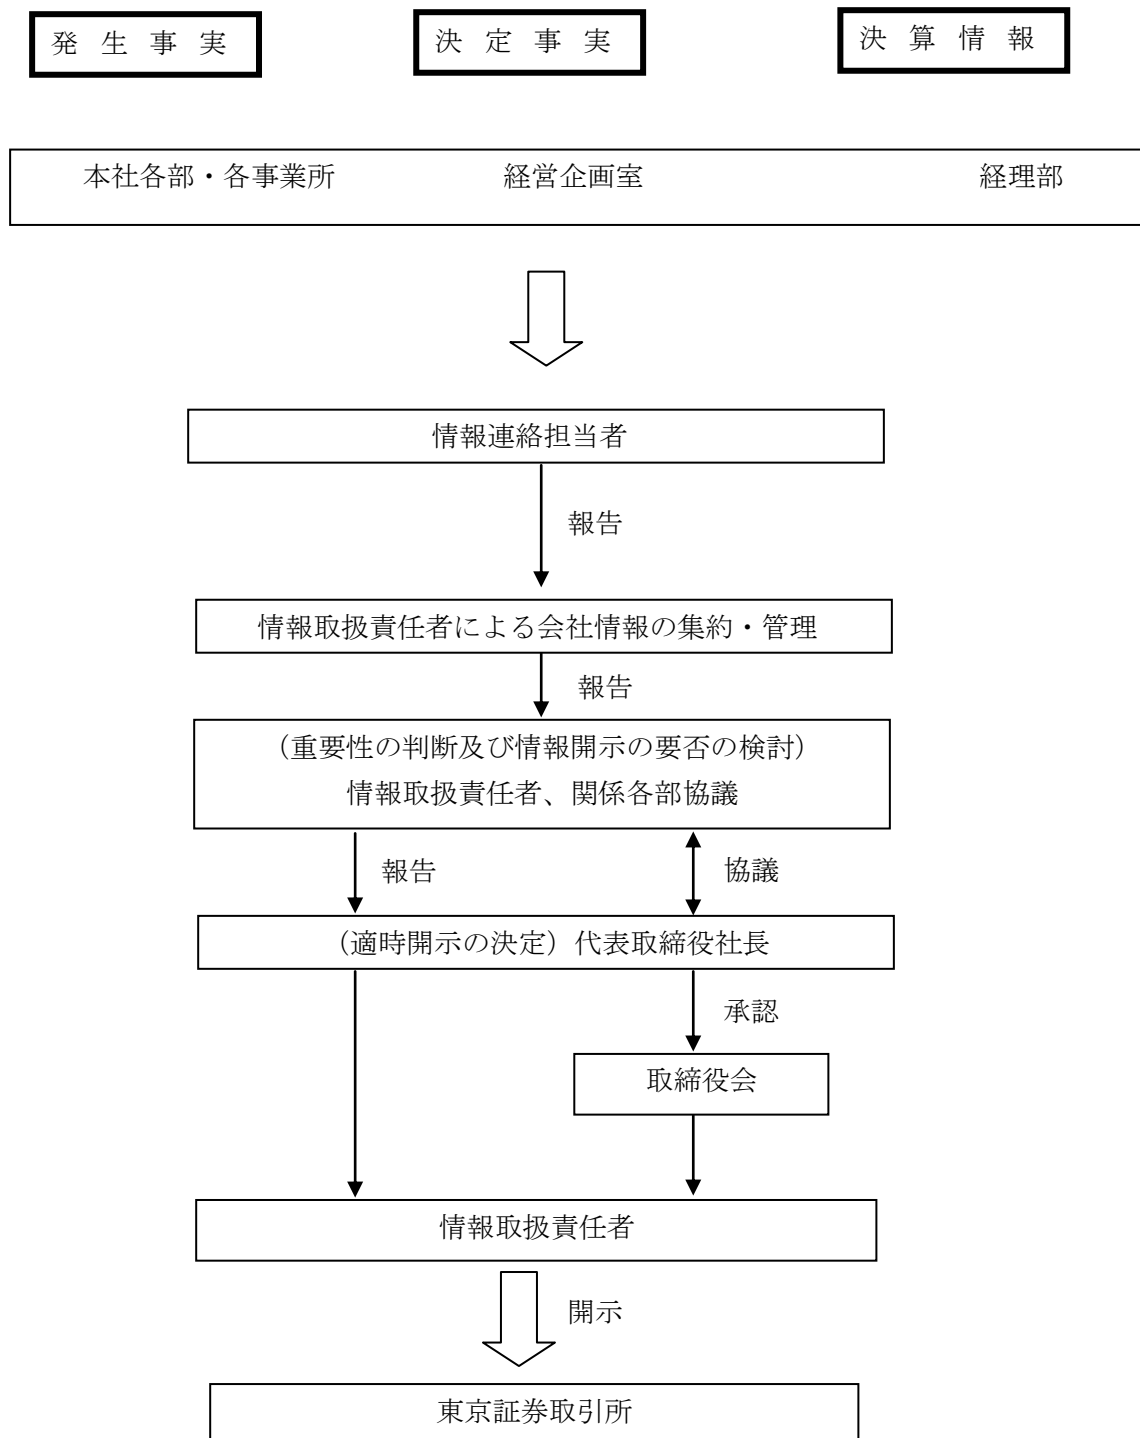 発生事実
決定事実
決算情報
本社各部・各事業所
経営企画室
経理部
情報連絡担当者
報告
情報取扱責任者による会社情報の集約・管理
報告
（重要性の判断及び情報開示の要否の検討）
情報取扱責任者、関係各部協議
報告
協議
（適時開示の決定）代表取締役社長
承認
取締役会
情報取扱責任者
開示
東京証券取引所